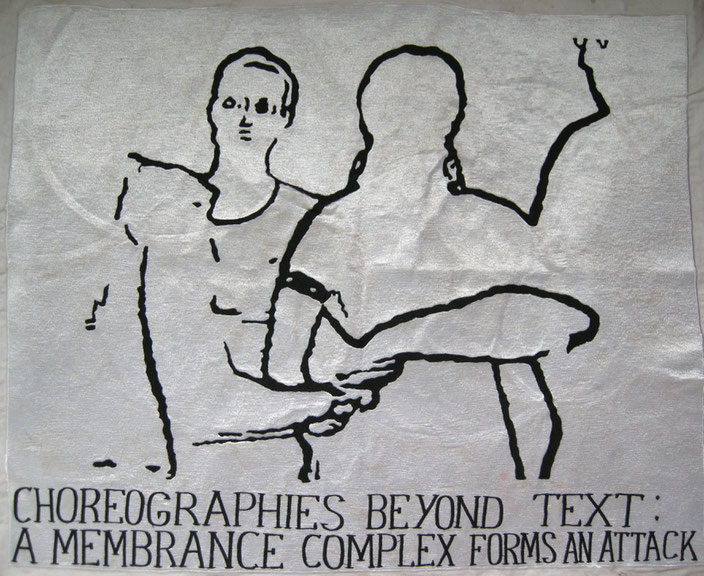 CHOREOGRAPHIES BEYOND TEXT:
A MEMBRANCE COMPLEX FORMS AN ATTACK